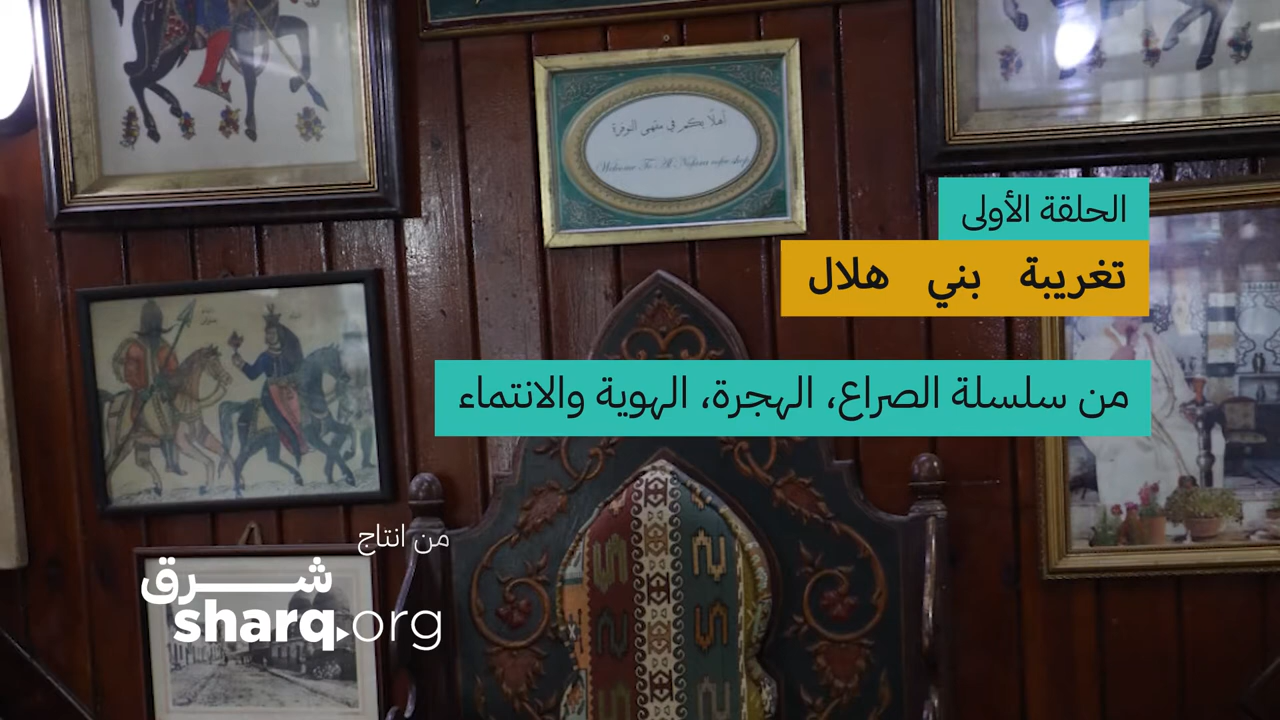 أهلا بكم في مقهى النوفرة
Welcome To Al Nofara cofee shop
الحلقة الأولى
تغريبة بني هلال
من سلسلة الصراع، الهجرة، الهوية والانتماء
من انتاج
شرق
sharq.org